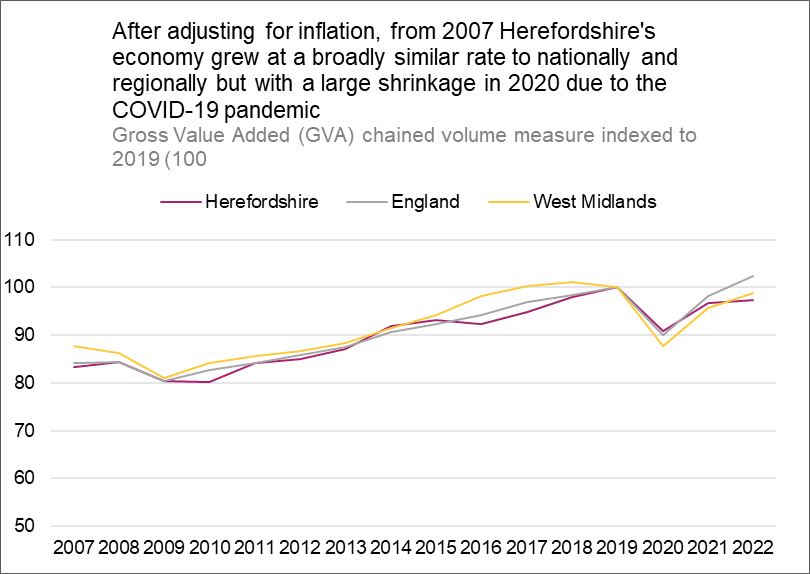 After adjusting for inflation, from 2007 Herefordshire's
economy grew at a broadly similar rate to nationally and
regionally but with a large shrinkage in 2020 due to the
COVID-19 pandemic
Gross Value Added (GVA) chained volume measure indexed to
2019 (100
Herefordshire England West Midlands
110
100
90
80
70
60
50
2007 2008 2009 2010 2011 2012 2013 2014 2015 2016 2017 2018 2019 2020 2021 2022